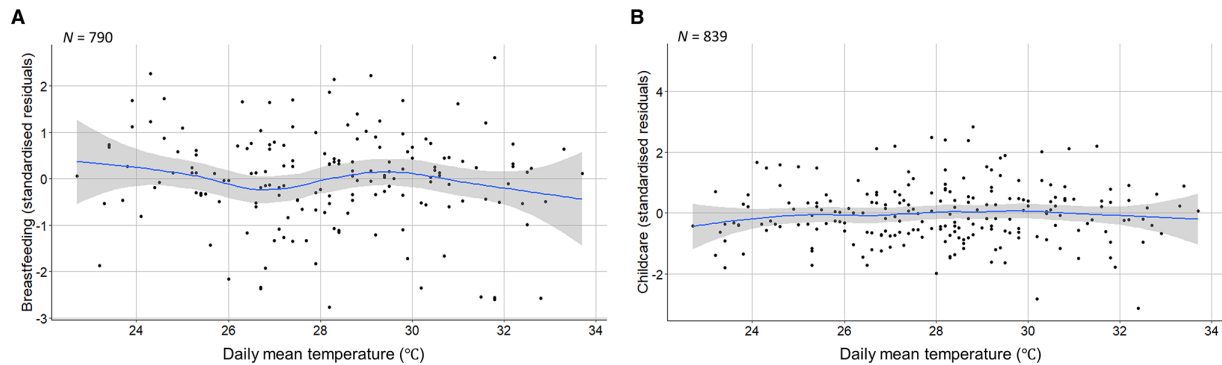 A
N = 790
Breastfeeding (standardised residuals)
2
1
0
-1
-2
-3
24
26
28
30
32
34
Daily mean temperature (°C)
B
N = 839
Childcare (standardised residuals)
4
2
0
-2
24
26
28
30
32
34
Daily mean temperature (°C)